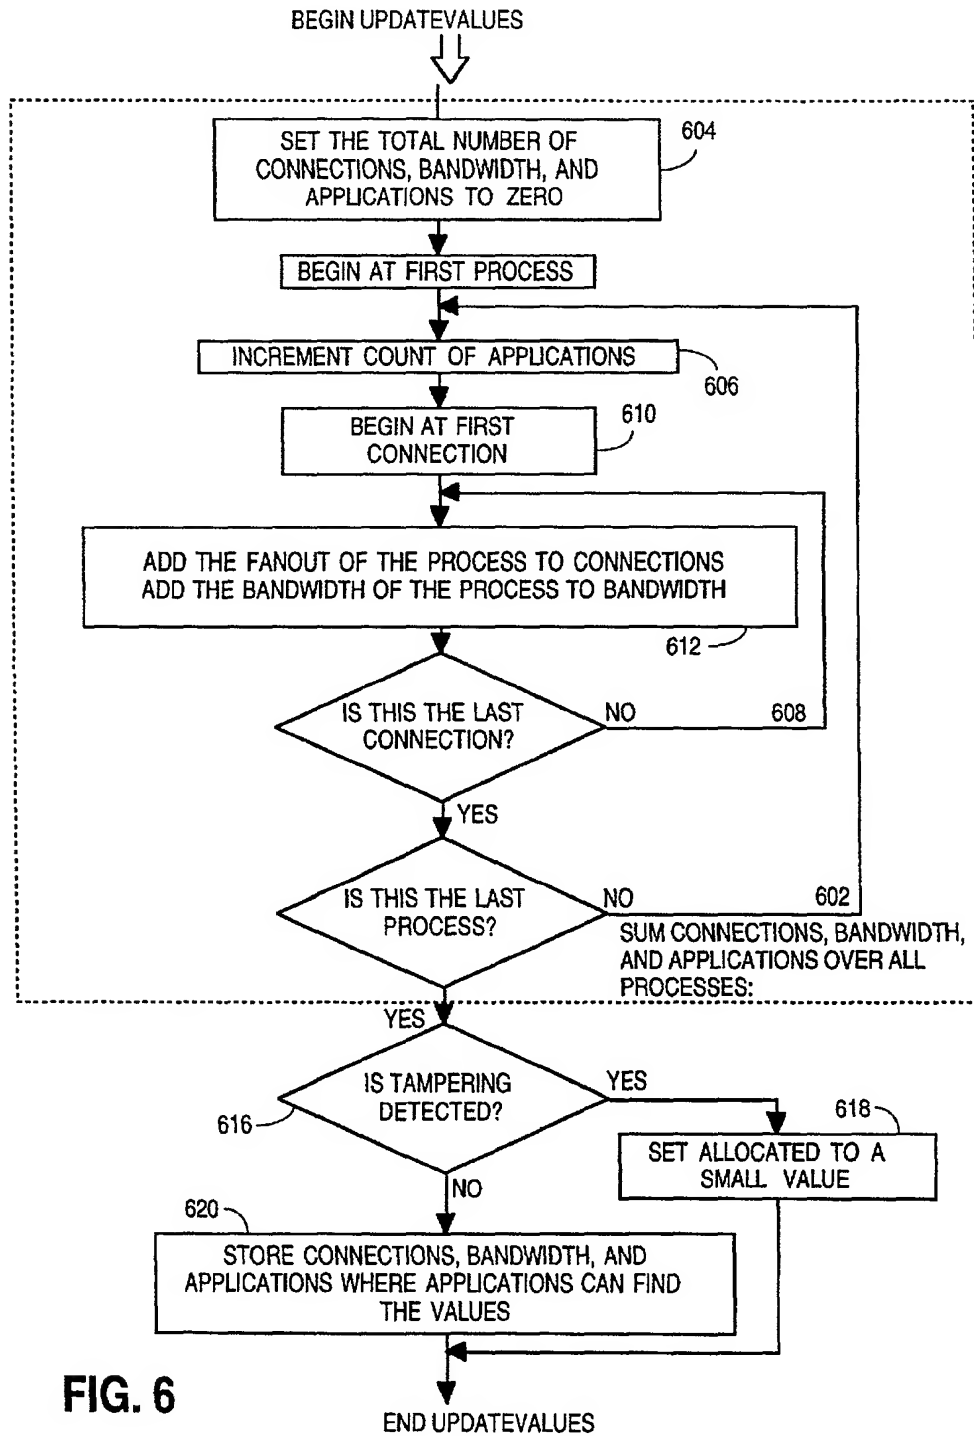 BEGIN UPDATEVALUES
SET THE TOTAL NUMBER OF
CONNECTIONS, BANDWIDTH, AND
APPLICATIONS TO ZERO
604
BEGIN AT FIRST PROCESS
INCREMENT COUNT OF APPLICATIONS
606
BEGIN AT FIRST
CONNECTION
610
ADD THE FANOUT OF THE PROCESS TO CONNECTIONS
ADD THE BANDWIDTH OF THE PROCESS TO BANDWIDTH
612
IS THIS THE LAST
CONNECTION?
NO
608
YES
IS THIS THE LAST
PROCESS?
NO
602
SUM CONNECTIONS, BANDWIDTH,
AND APPLICATIONS OVER ALL
PROCESSES:
YES
IS TAMPERING
DETECTED?
616
YES
618
SET ALLOCATED TO A
SMALL VALUE
NO
620
STORE CONNECTIONS, BANDWIDTH, AND
APPLICATIONS WHERE APPLICATIONS CAN FIND
THE VALUES
FIG. 6
END UPDATEVALUES